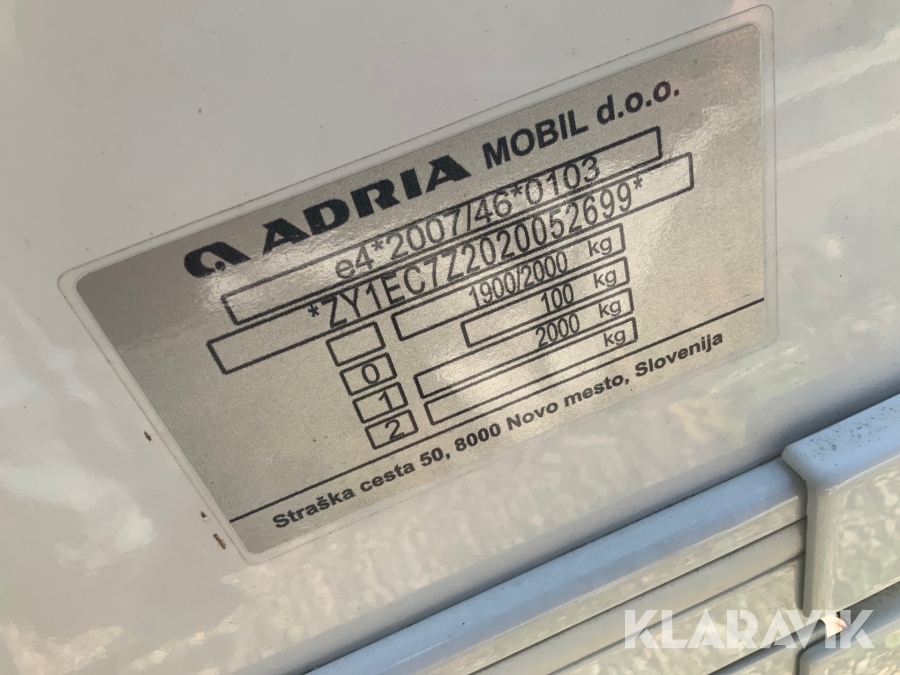 ADRIA MOBIL d.o.o.
e4*2007/46*0103
*ZY1EC7Z2020052699*
1900/2000 kg
0 100 kg
1 2000 kg
2 kg
Straška cesta 50, 8000 Novo mesto, Slovenija
KLARAVIK